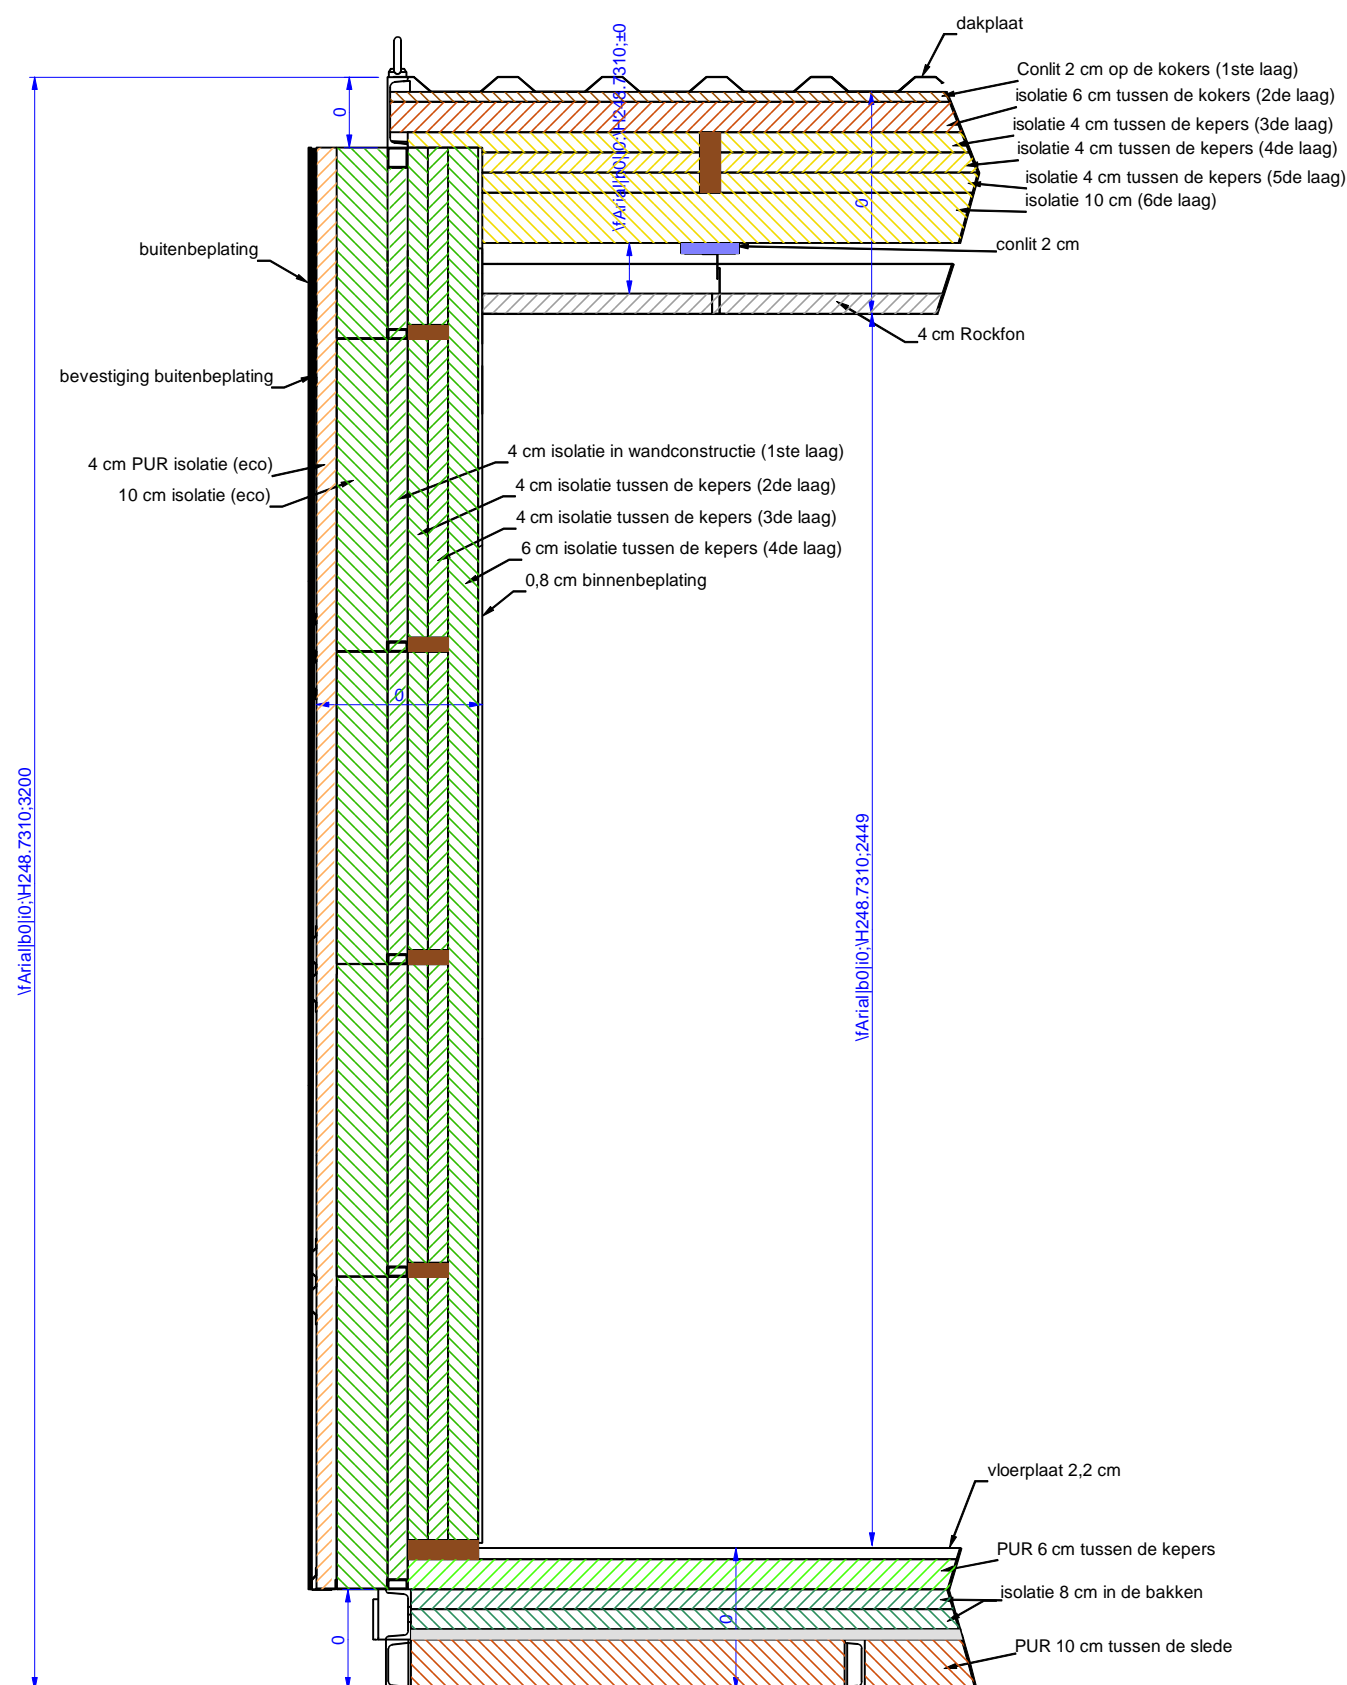 dakplaat
Conlit 2 cm op de kokers (1ste laag)
isolatie 6 cm tussen de kokers (2de laag)
isolatie 4 cm tussen de kepers (3de laag)
isolatie 4 cm tussen de kepers (4de laag)
isolatie 4 cm tussen de kepers (5de laag)
isolatie 10 cm (6de laag)
conlit 2 cm
4 cm Rockfon
\fArial|b0|i0;\H248.7310;±0
0
0
buitenbeplating
bevestiging buitenbeplating
4 cm PUR isolatie (eco)
10 cm isolatie (eco)
4 cm isolatie in wandconstructie (1ste laag)
4 cm isolatie tussen de kepers (2de laag)
4 cm isolatie tussen de kepers (3de laag)
6 cm isolatie tussen de kepers (4de laag)
0,8 cm binnenbeplating
0
\fArial|b0|i0;\H248.7310;3200
\fArial|b0|i0;\H248.7310;2449
vloerplaat 2,2 cm
PUR 6 cm tussen de kepers
isolatie 8 cm in de bakken
PUR 10 cm tussen de slede
0
0